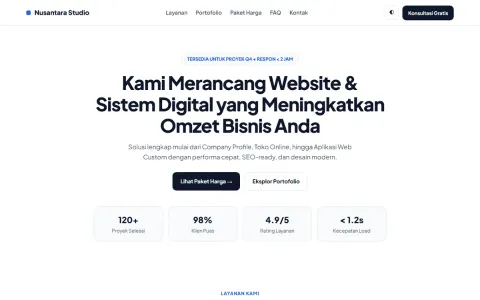 Nusantara Studio
Layanan Portofolio Paket Harga FAQ Kontak
Konsultasi Gratis
TERSEDIA UNTUK PROYEK Q4 • RESPON < 2 JAM
Kami Merancang Website &
Sistem Digital yang Meningkatkan
Omzet Bisnis Anda
Solusi lengkap mulai dari Company Profile, Toko Online, hingga Aplikasi Web
Custom dengan performa cepat, SEO-ready, dan desain modern.
Lihat Paket Harga →
Eksplor Portofolio
120+ 98% 4.9/5 < 1.2s
Proyek Selesai Klien Puas Rating Layanan Kecepatan Load
LAYANAN KAMI